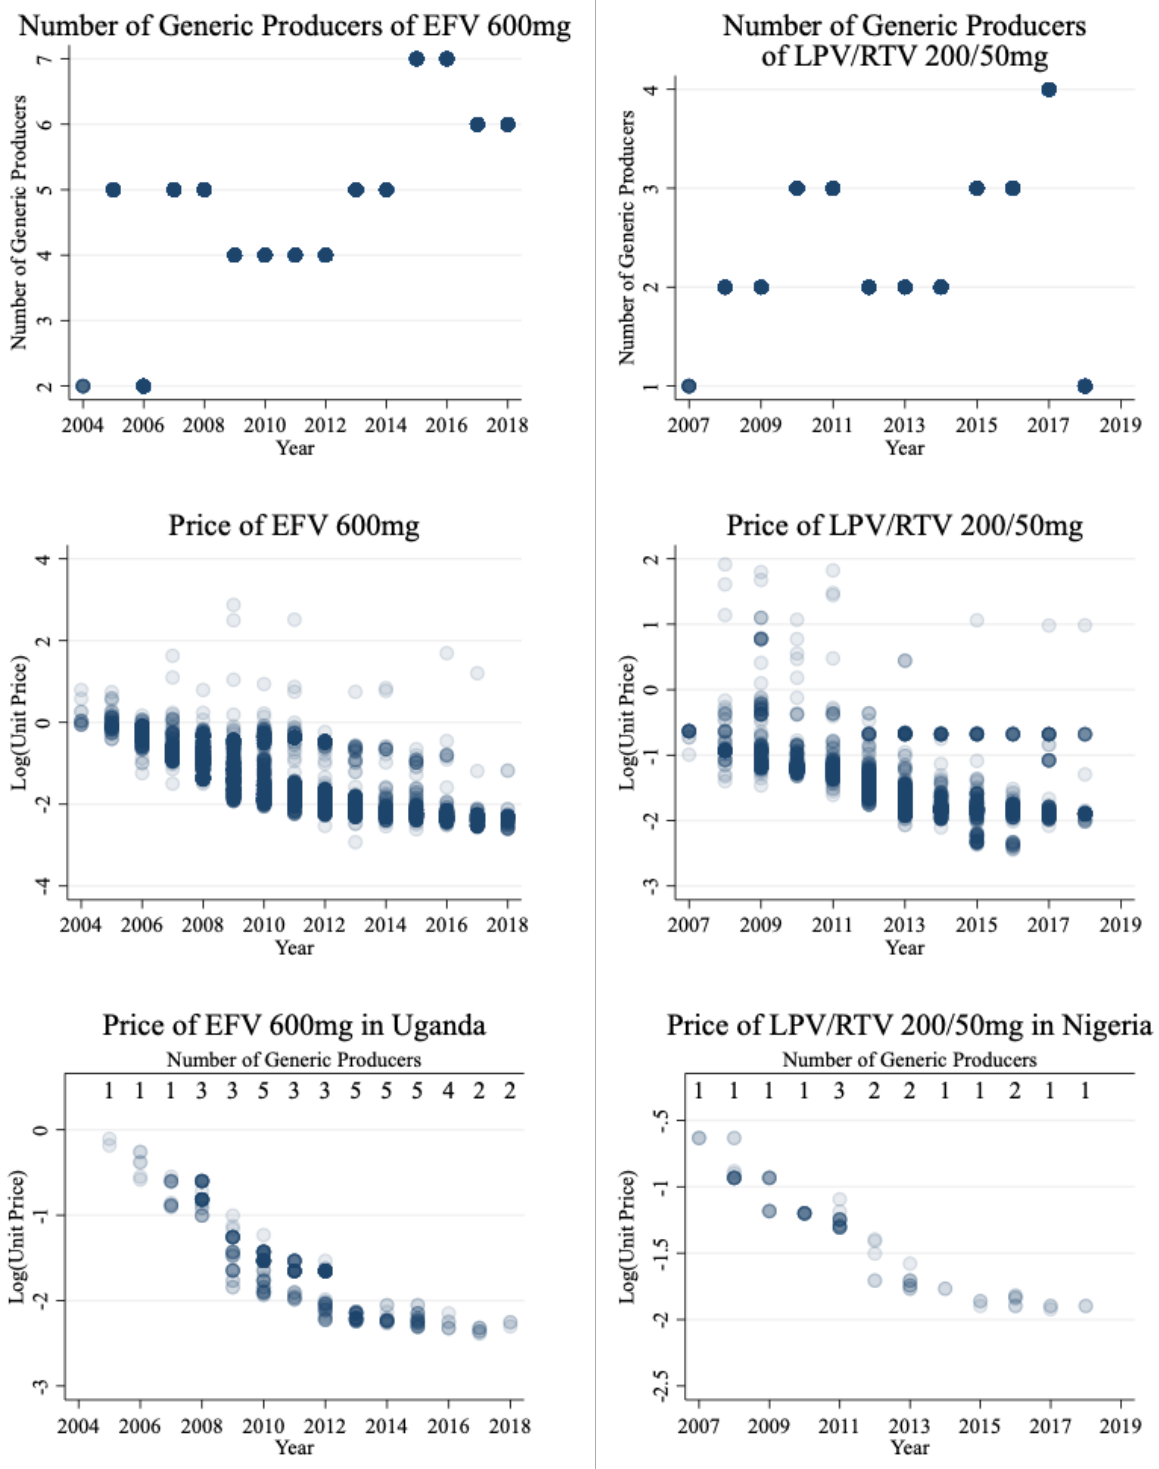 Number of Generic Producers of EFV 600mg
Number of Generic Producers
7
6
5
4
3
2
2004 2006 2008 2010 2012 2014 2016 2018
Year
Number of Generic Producers
of LPV/RTV 200/50mg
Number of Generic Producers
4
3
2
1
2007 2009 2011 2013 2015 2017 2019
Year
Price of EFV 600mg
Log(Unit Price)
4
2
0
-2
-4
2004 2006 2008 2010 2012 2014 2016 2018
Year
Price of LPV/RTV 200/50mg
Log(Unit Price)
2
1
0
-1
-2
-3
2007 2009 2011 2013 2015 2017 2019
Year
Price of EFV 600mg in Uganda
Number of Generic Producers
1 1 1 3 3 5 3 3 5 5 5 4 2 2
Log(Unit Price)
0
-1
-2
-3
2004 2006 2008 2010 2012 2014 2016 2018
Year
Price of LPV/RTV 200/50mg in Nigeria
Number of Generic Producers
1 1 1 1 3 2 2 1 1 2 1 1
Log(Unit Price)
-.5
-1
-1.5
-2
-2.5
2007 2009 2011 2013 2015 2017 2019
Year